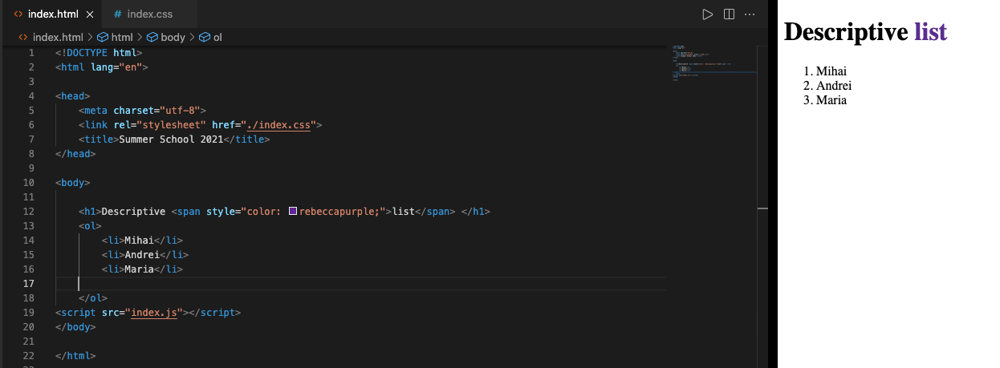 index.html
index.css
index.html > html > body > ol
1 <!DOCTYPE html>
2 <html lang="en">
3
4 <head>
5     <meta charset="utf-8">
6     <link rel="stylesheet" href="./index.css">
7     <title>Summer School 2021</title>
8 </head>
9
10 <body>
11
12     <h1>Descriptive <span style="color: rebeccapurple;">list</span> </h1>
13     <ol>
14         <li>Mihai</li>
15         <li>Andrei</li>
16         <li>Maria</li>
17
18     </ol>
19 <script src="index.js"></script>
20 </body>
21
22 </html>
Descriptive list
1. Mihai
2. Andrei
3. Maria